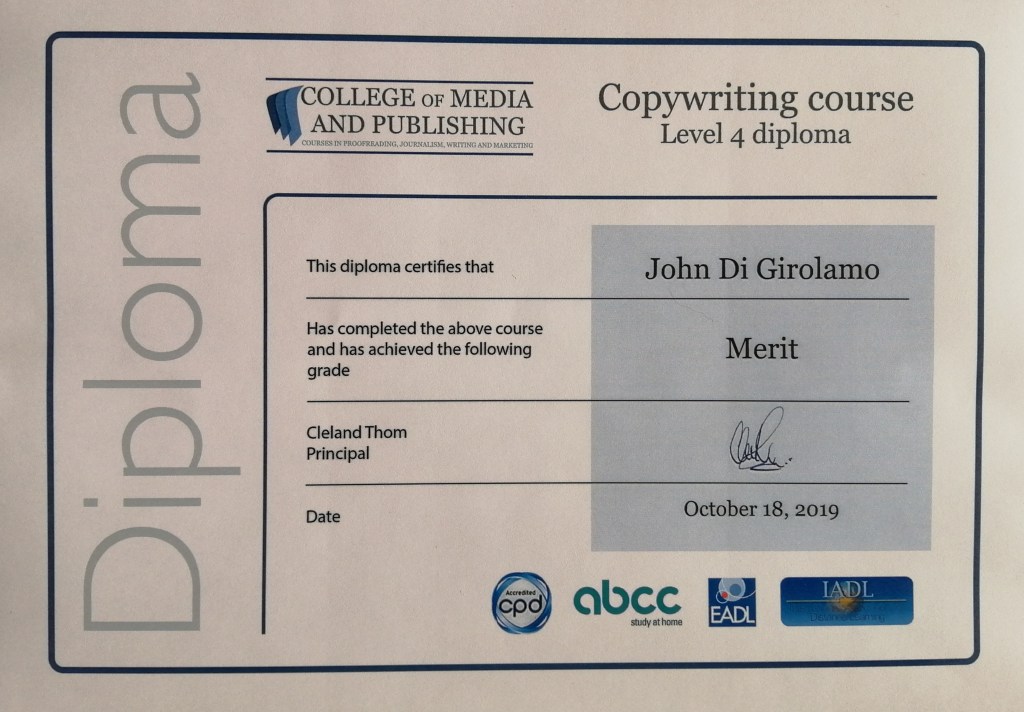 Diploma
COLLEGE OF MEDIA
AND PUBLISHING
COURSES IN PROOFREADING, JOURNALISM, WRITING AND MARKETING
Copywriting course
Level 4 diploma
This diploma certifies that
John Di Girolamo
Has completed the above course
and has achieved the following
grade
Merit
Cleland Thom
Principal
Date
October 18, 2019
Accredited
cpd
abcc
study at home
EADL
IADL